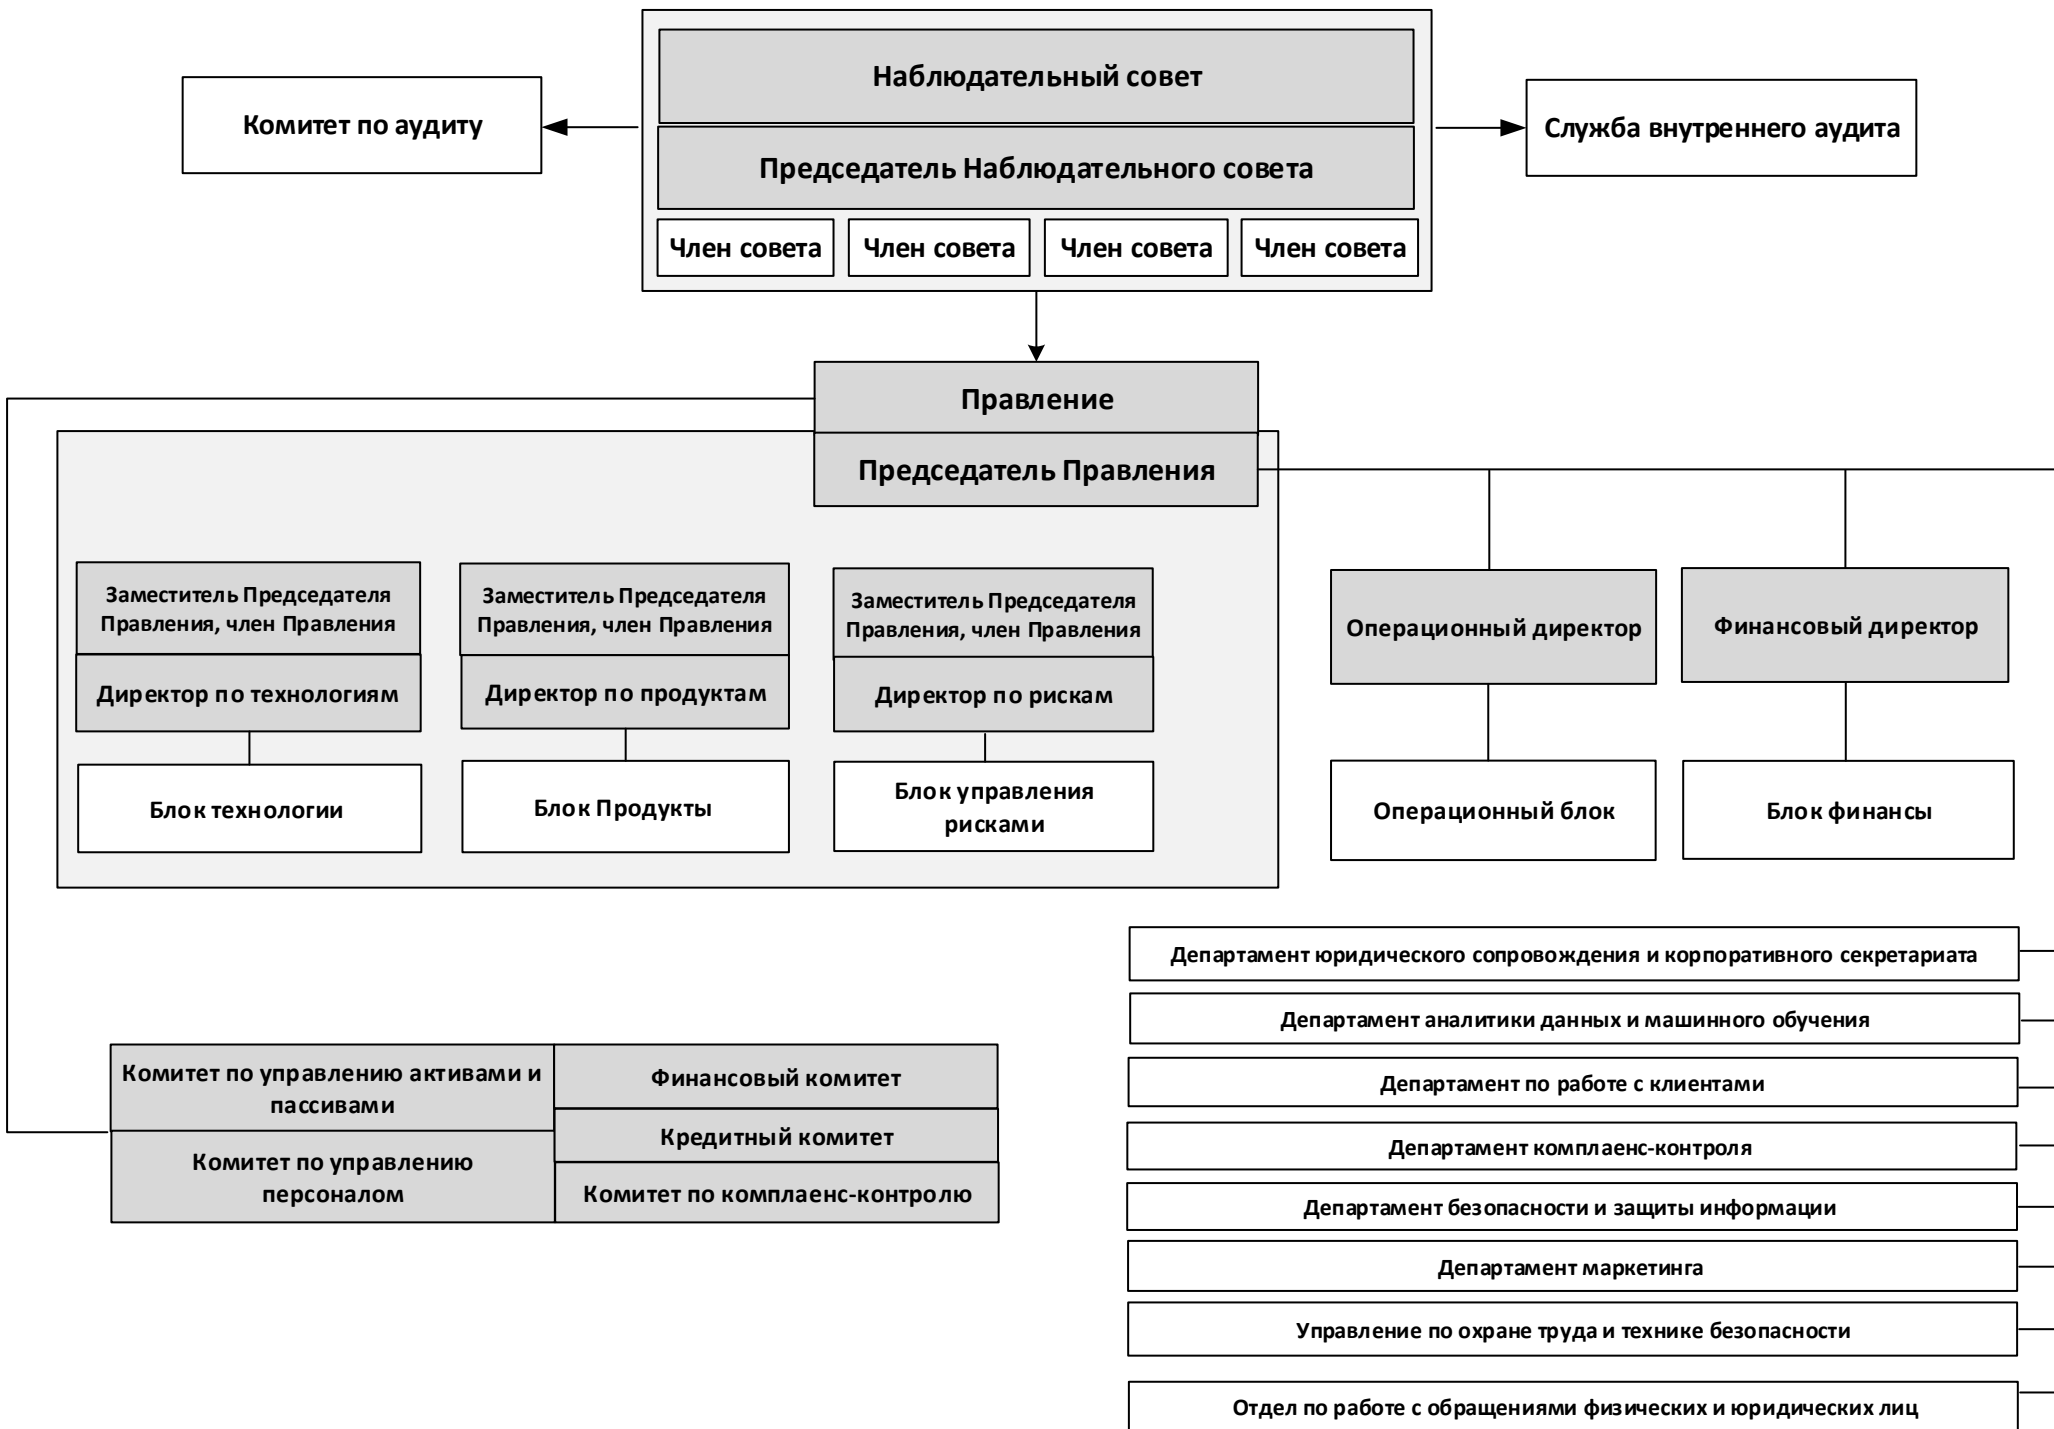 Наблюдательный совет
Комитет по аудиту
Служба внутреннего аудита
Председатель Наблюдательного совета
Член совета
Член совета
Член совета
Член совета
Правление
Председатель Правления
Заместитель Председателя
Правления, член Правления
Директор по технологиям
Блок технологии
Заместитель Председателя
Правления, член Правления
Директор по продуктам
Блок Продукты
Заместитель Председателя
Правления, член Правления
Директор по рискам
Блок управления
рисками
Операционный директор
Операционный блок
Финансовый директор
Блок финансы
Комитет по управлению активами и
пассивами
Комитет по управлению
персоналом
Финансовый комитет
Кредитный комитет
Комитет по комплаенс-контролю
Департамент юридического сопровождения и корпоративного секретариата
Департамент аналитики данных и машинного обучения
Департамент по работе с клиентами
Департамент комплаенс-контроля
Департамент безопасности и защиты информации
Департамент маркетинга
Управление по охране труда и технике безопасности
Отдел по работе с обращениями физических и юридических лиц